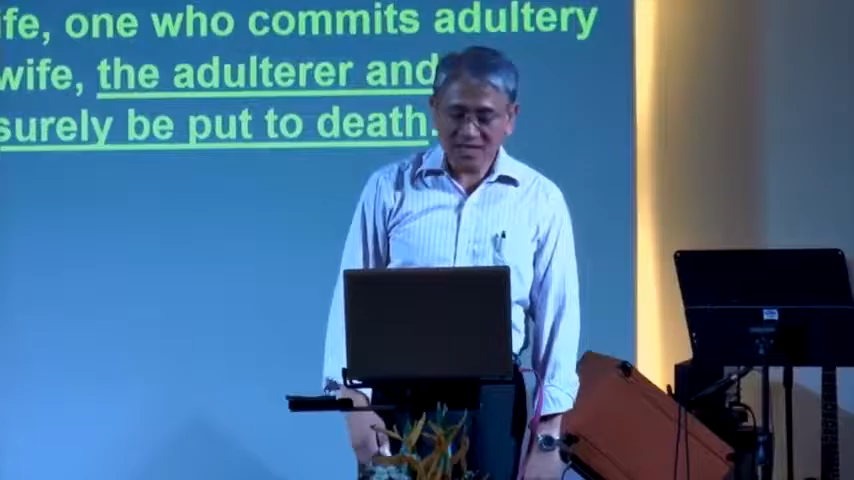 ife, one who commits adultery
wife, the adulterer and
surely be put to death.